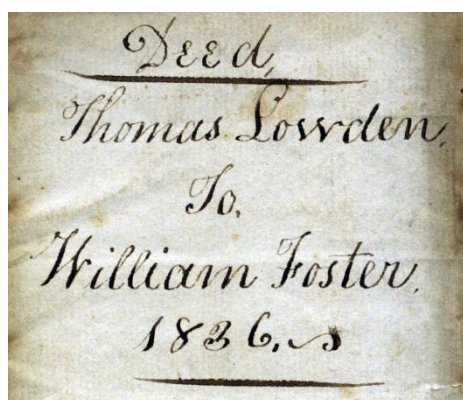 Deed,
Thomas Lowden.
To.
William Foster.
1836.